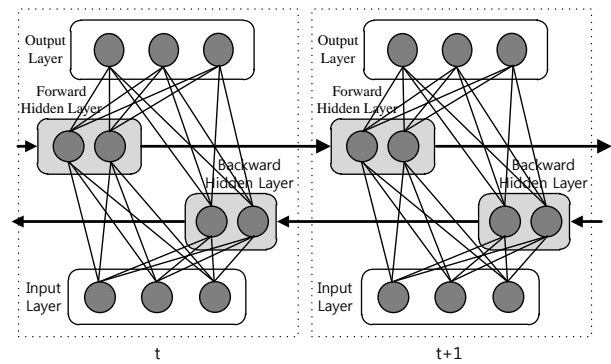 Output
Layer
Forward
Hidden Layer
Backward
Hidden Layer
Input
Layer
t
Output
Layer
Forward
Hidden Layer
Backward
Hidden Layer
Input
Layer
t+1